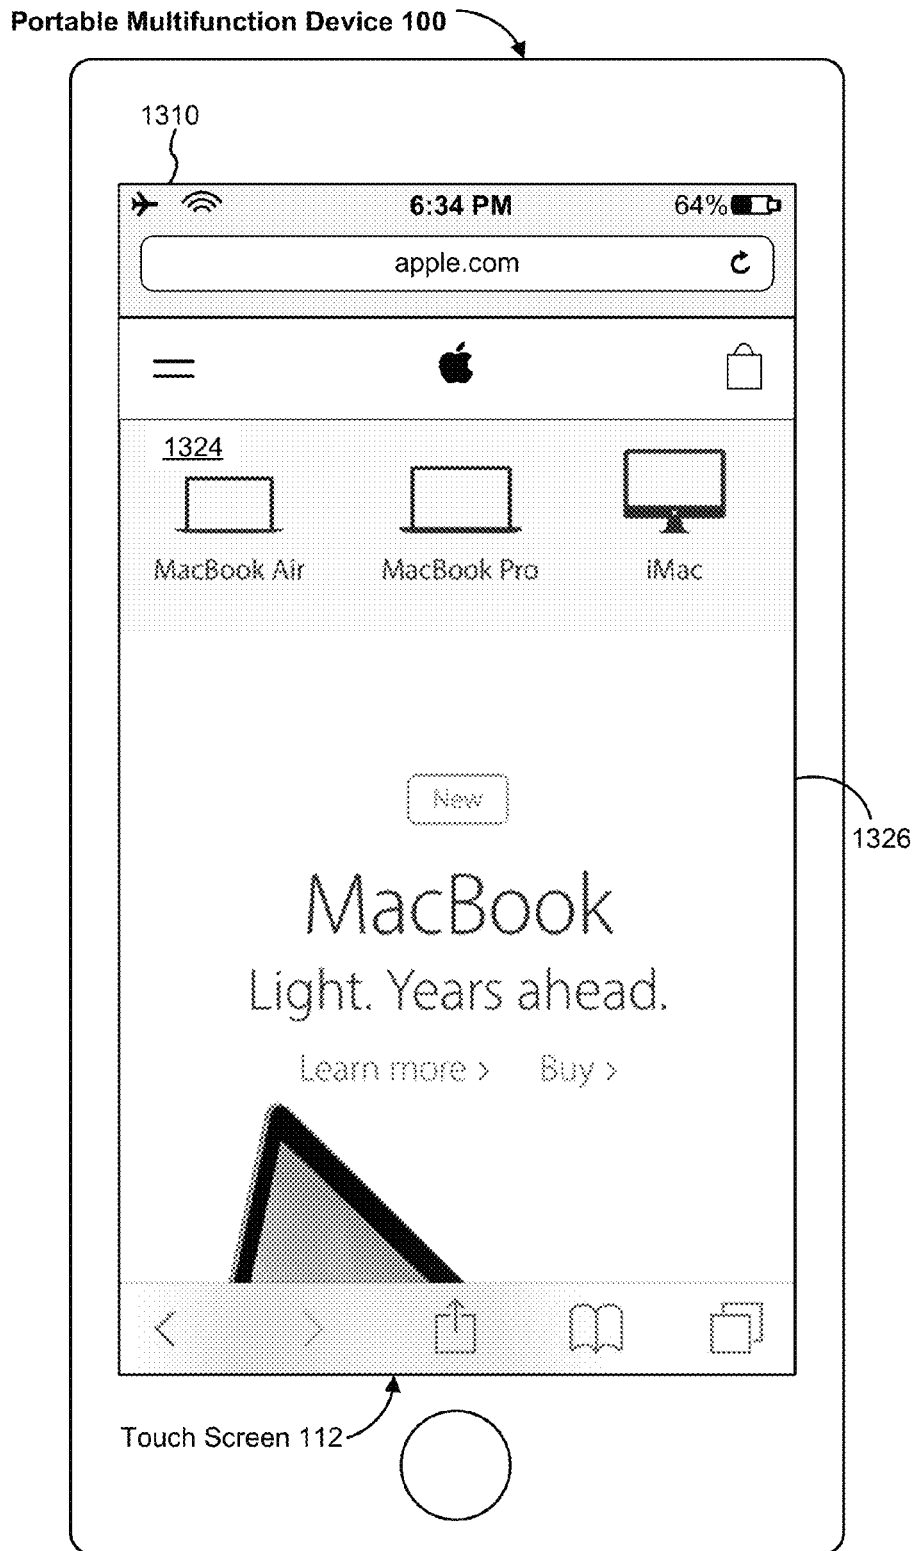 Portable Multifunction Device 100
1310
6:34 PM 64%
apple.com
1324
MacBook Air MacBook Pro iMac
New
1326
MacBook
Light. Years ahead.
Learn more > Buy >
Touch Screen 112